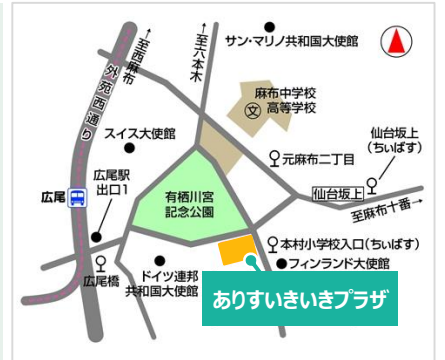 サン・マリノ共和国大使館
←至六本木
←至西麻布
外苑西通り
麻布中学校
高等学校
文
スイス大使館
仙台坂上
(ちぃばす)
元麻布二丁目
広尾駅
出口1
広尾
有栖川宮
記念公園
仙台坂上
至麻布十番→
本村小学校入口(ちぃばす)
フィンランド大使館
広尾橋
ドイツ連邦
共和国大使館
ありすいきいきプラザ